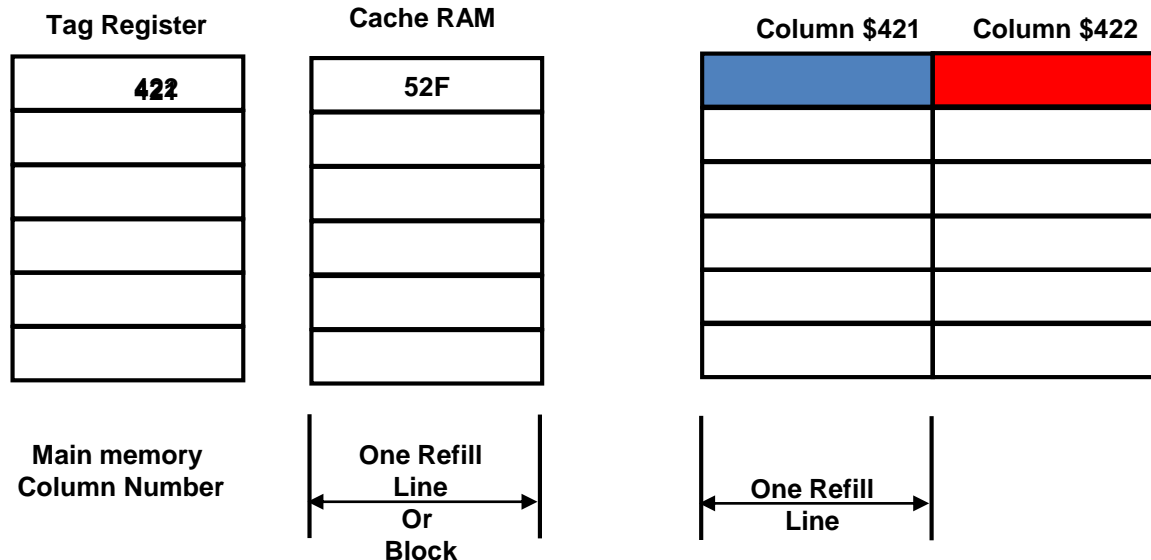 Tag Register
Cache RAM
Column $421
Column $422
52F
Main memory
Column Number
One Refill
Line
Or
Block
One Refill
Line